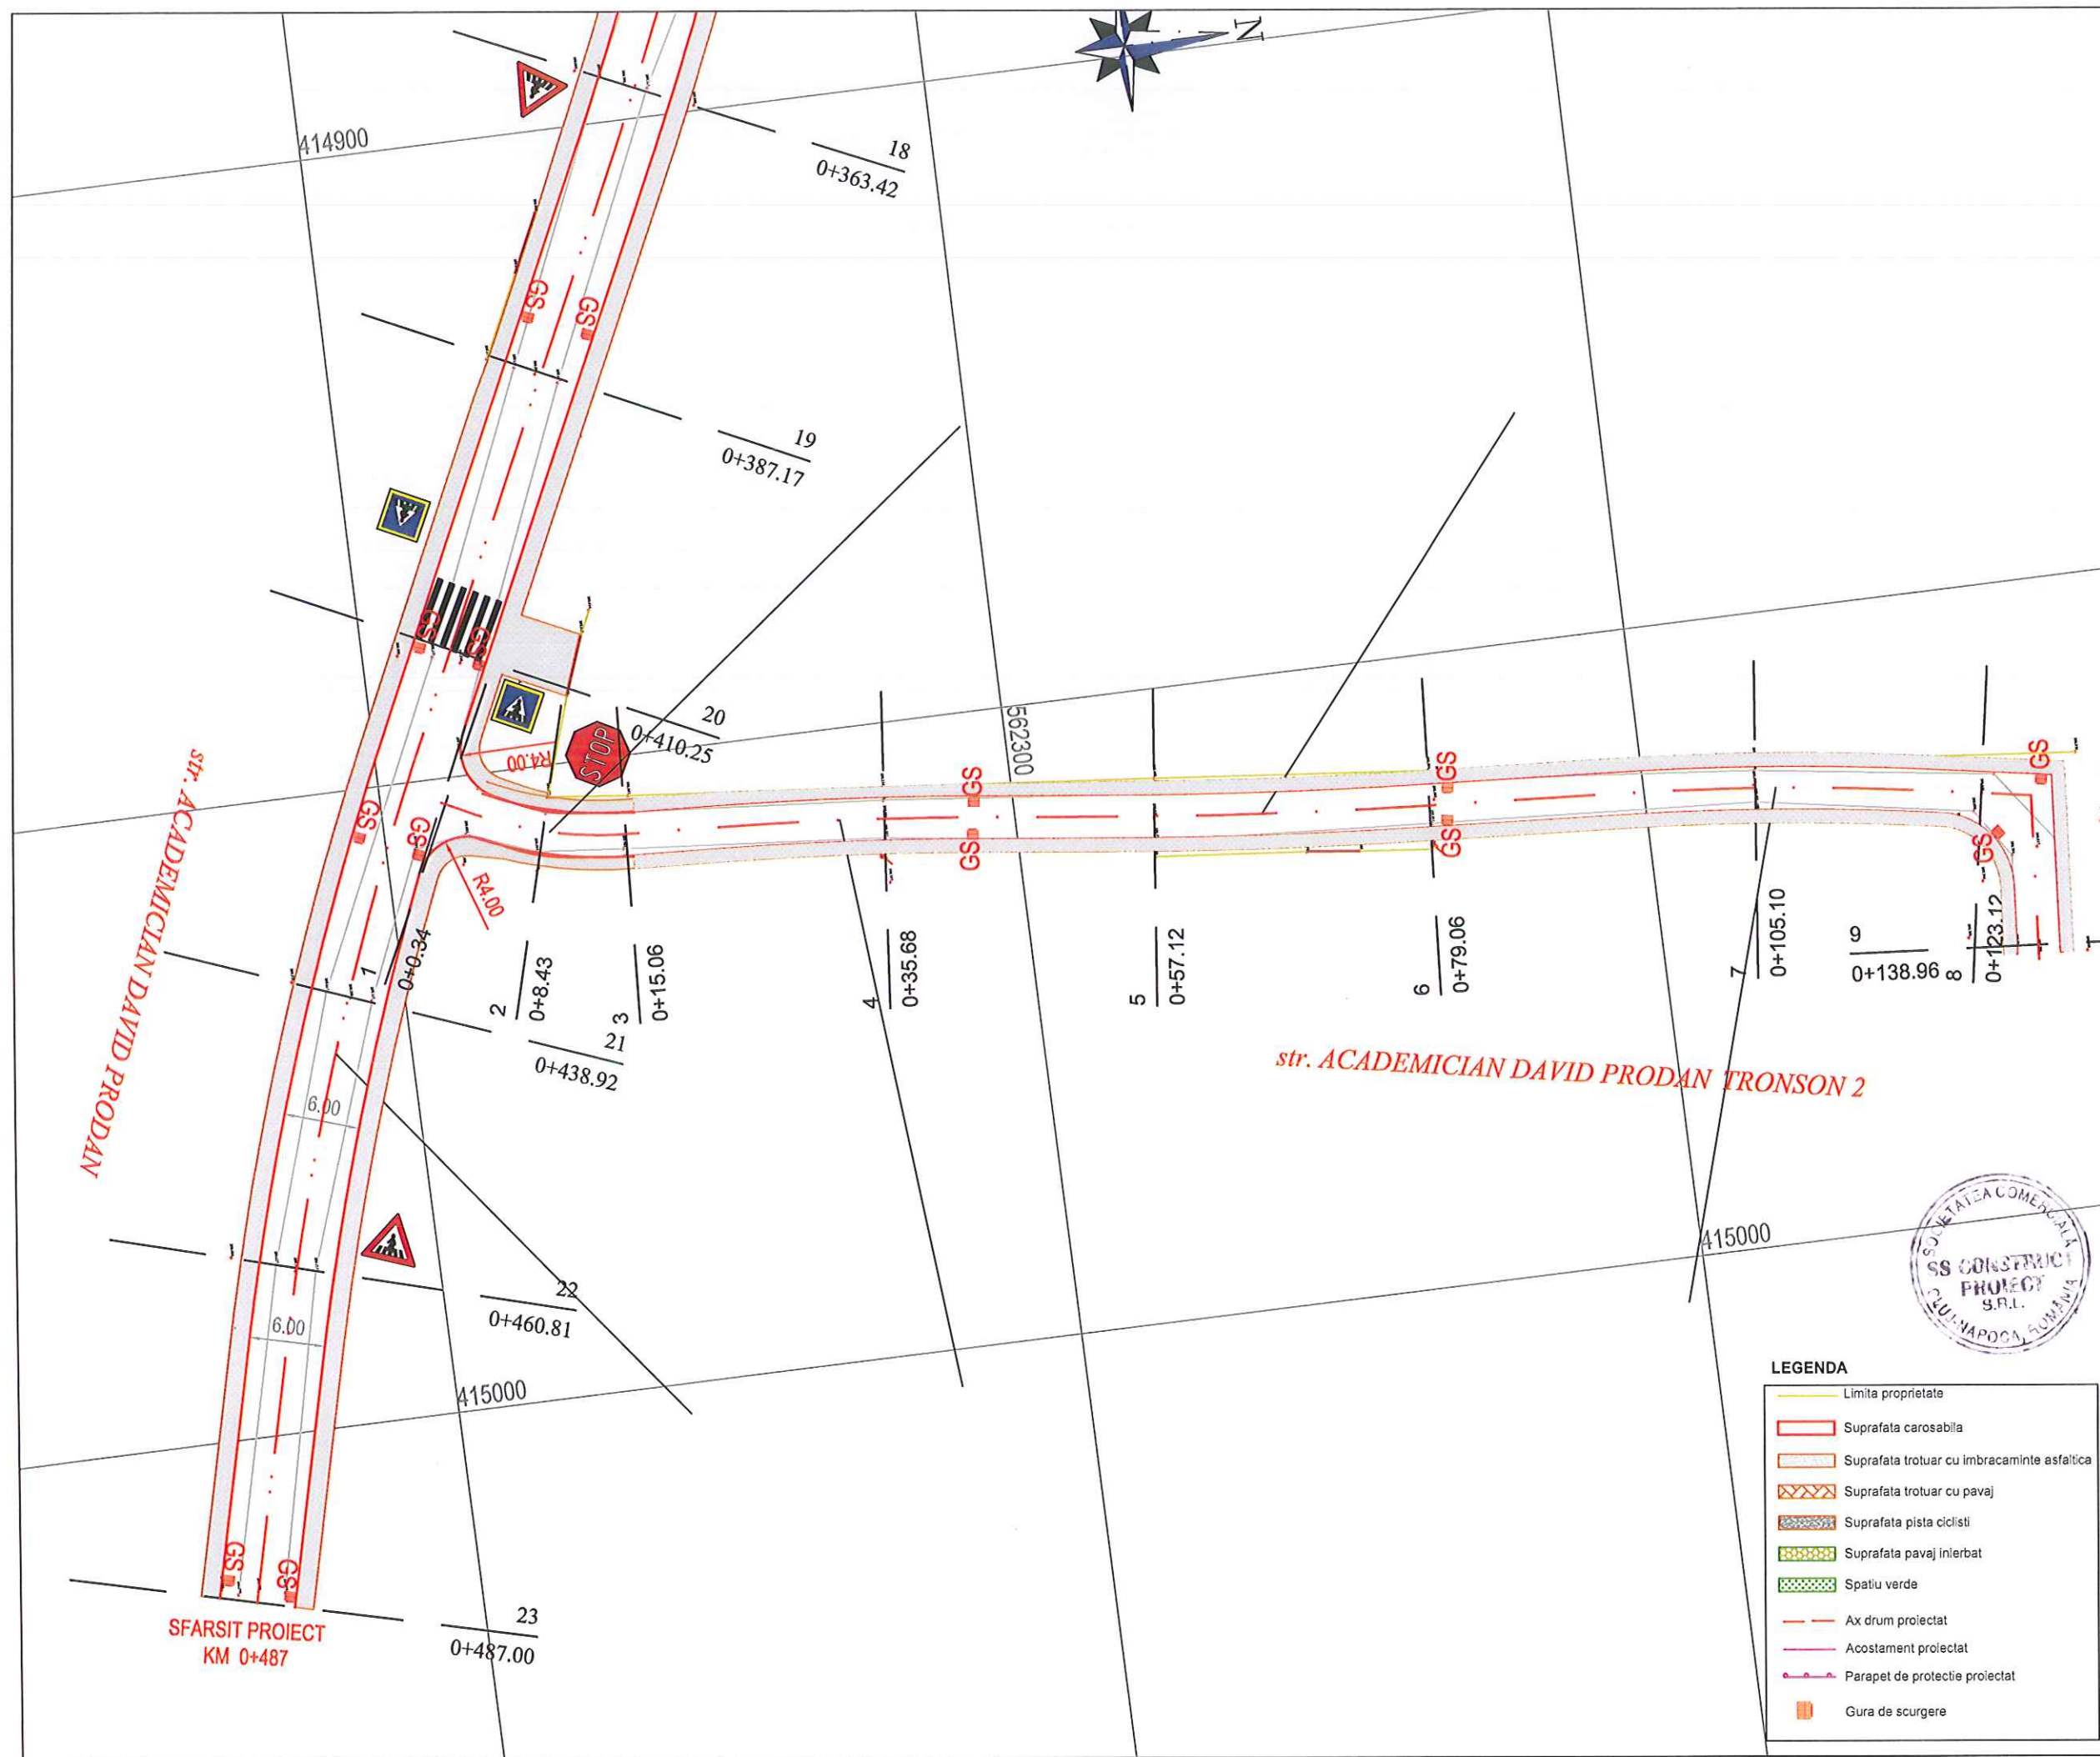 N
414900
18
0+363.42
GS
GS
19
0+387.17
GS
GS
20
0+410.25
R4.00
STOP
562300
GS
GS
GS
GS
GS
GS
GS
GS
R4.00
str. ACADEMICIAN DAVID PRODAN
1
0+0.34
2
0+8.43
3
0+15.06
4
0+35.68
5
0+57.12
6
0+79.06
7
0+105.10
9
0+138.96
8
0+123.12
21
0+438.92
str. ACADEMICIAN DAVID PRODAN TRONSON 2
6.00
22
0+460.81
6.00
415000
415000
SOCIETATEA COMERCIALĂ
SS CONSTRUCT
PROIECT
S.R.L.
CLUJ-NAPOCA, ROMÂNIA
GS
GS
SFARSIT PROIECT
KM 0+487
23
0+487.00
LEGENDA
Limita proprietate
Suprafata carosabila
Suprafata trotuar cu imbracaminte asfaltica
Suprafata trotuar cu pavaj
Suprafata pista ciclisti
Suprafata pavaj inierbat
Spatiu verde
Ax drum proiectat
Acostament proiectat
Parapet de protectie proiectat
Gura de scurgere